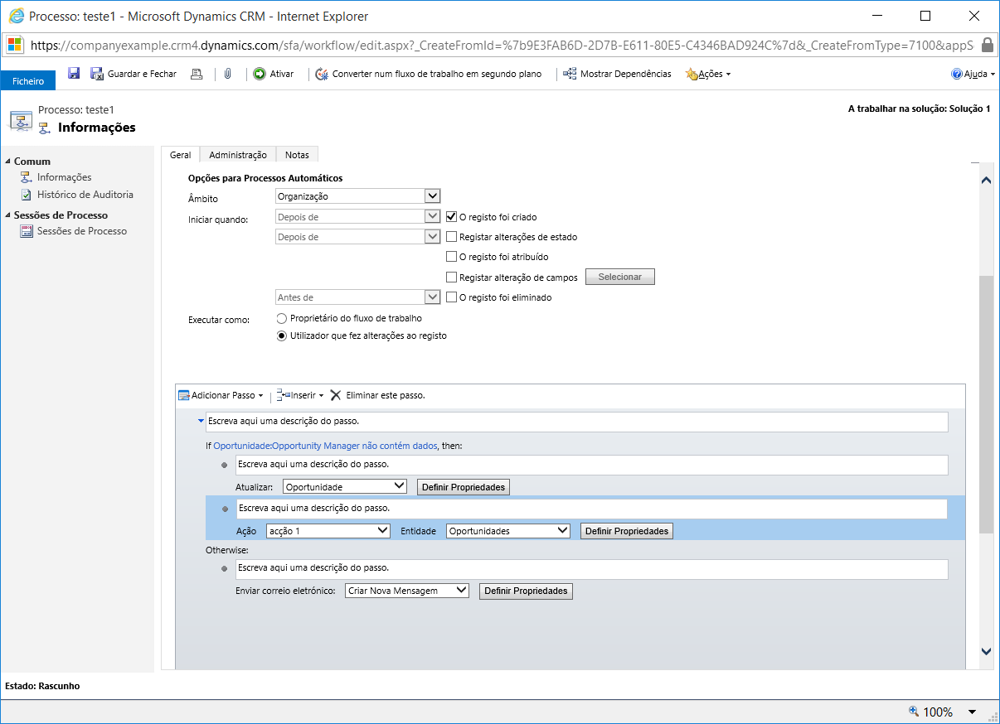 Processo: teste1 - Microsoft Dynamics CRM - Internet Explorer
https://companyexample.crm4.dynamics.com/sfa/workflow/edit.aspx?_CreateFromId=%7b9E3FAB6D-2D7B-E611-80E5-C4346BAD924C%7d&_CreateFromType=7100&appS
Ficheiro
Guardar e Fechar
Ativar
Converter num fluxo de trabalho em segundo plano
Mostrar Dependências
Ações
Ajuda
Processo: teste1
Informações
A trabalhar na solução: Solução 1
Comum
Informações
Histórico de Auditoria
Sessões de Processo
Sessões de Processo
Geral
Administração
Notas
Opções para Processos Automáticos
Âmbito
Organização
Iniciar quando:
Depois de
O registo foi criado
Depois de
Registar alterações de estado
O registo foi atribuído
Registar alteração de campos
Selecionar
Antes de
O registo foi eliminado
Executar como:
Proprietário do fluxo de trabalho
Utilizador que fez alterações ao registo
Adicionar Passo
Inserir
Eliminar este passo.
Escreva aqui uma descrição do passo.
If Oportunidade:Opportunity Manager não contém dados, then:
Escreva aqui uma descrição do passo.
Atualizar:
Oportunidade
Definir Propriedades
Escreva aqui uma descrição do passo.
Ação
acção 1
Entidade
Oportunidades
Definir Propriedades
Otherwise:
Escreva aqui uma descrição do passo.
Enviar correio eletrónico:
Criar Nova Mensagem
Definir Propriedades
Estado: Rascunho
100%